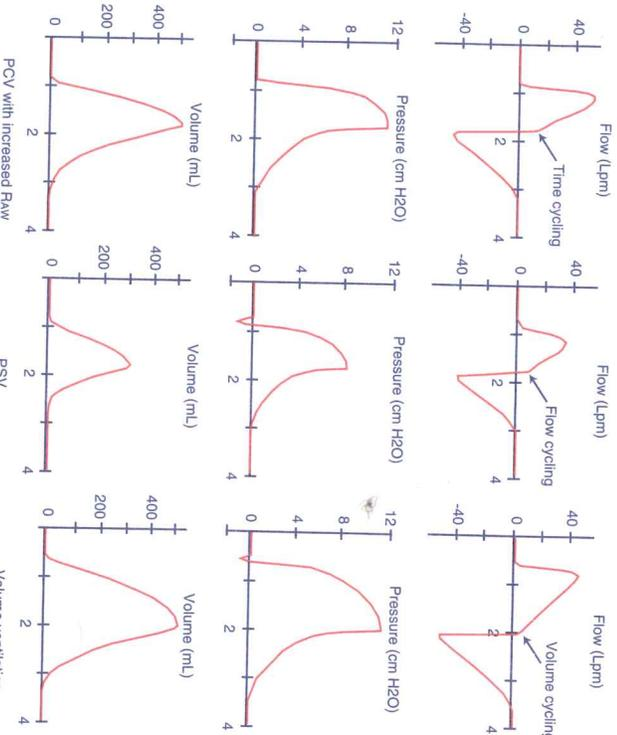 Flow (Lpm) Flow (Lpm) Flow (Lpm)
40 40 40
Time cycling Flow cycling Volume cycling
0 0 0
2 4 2 4 2 4
-40 -40 -40
Pressure (cm H2O) Pressure (cm H2O) Pressure (cm H2O)
12 12 12
8 8 8
4 4 4
0 0 0
2 4 2 4 2 4
Volume (mL) Volume (mL) Volume (mL)
400 400 400
200 200 200
0 0 0
2 4 2 4 2 4
PCV with increased RAW PSV Volume ventilation